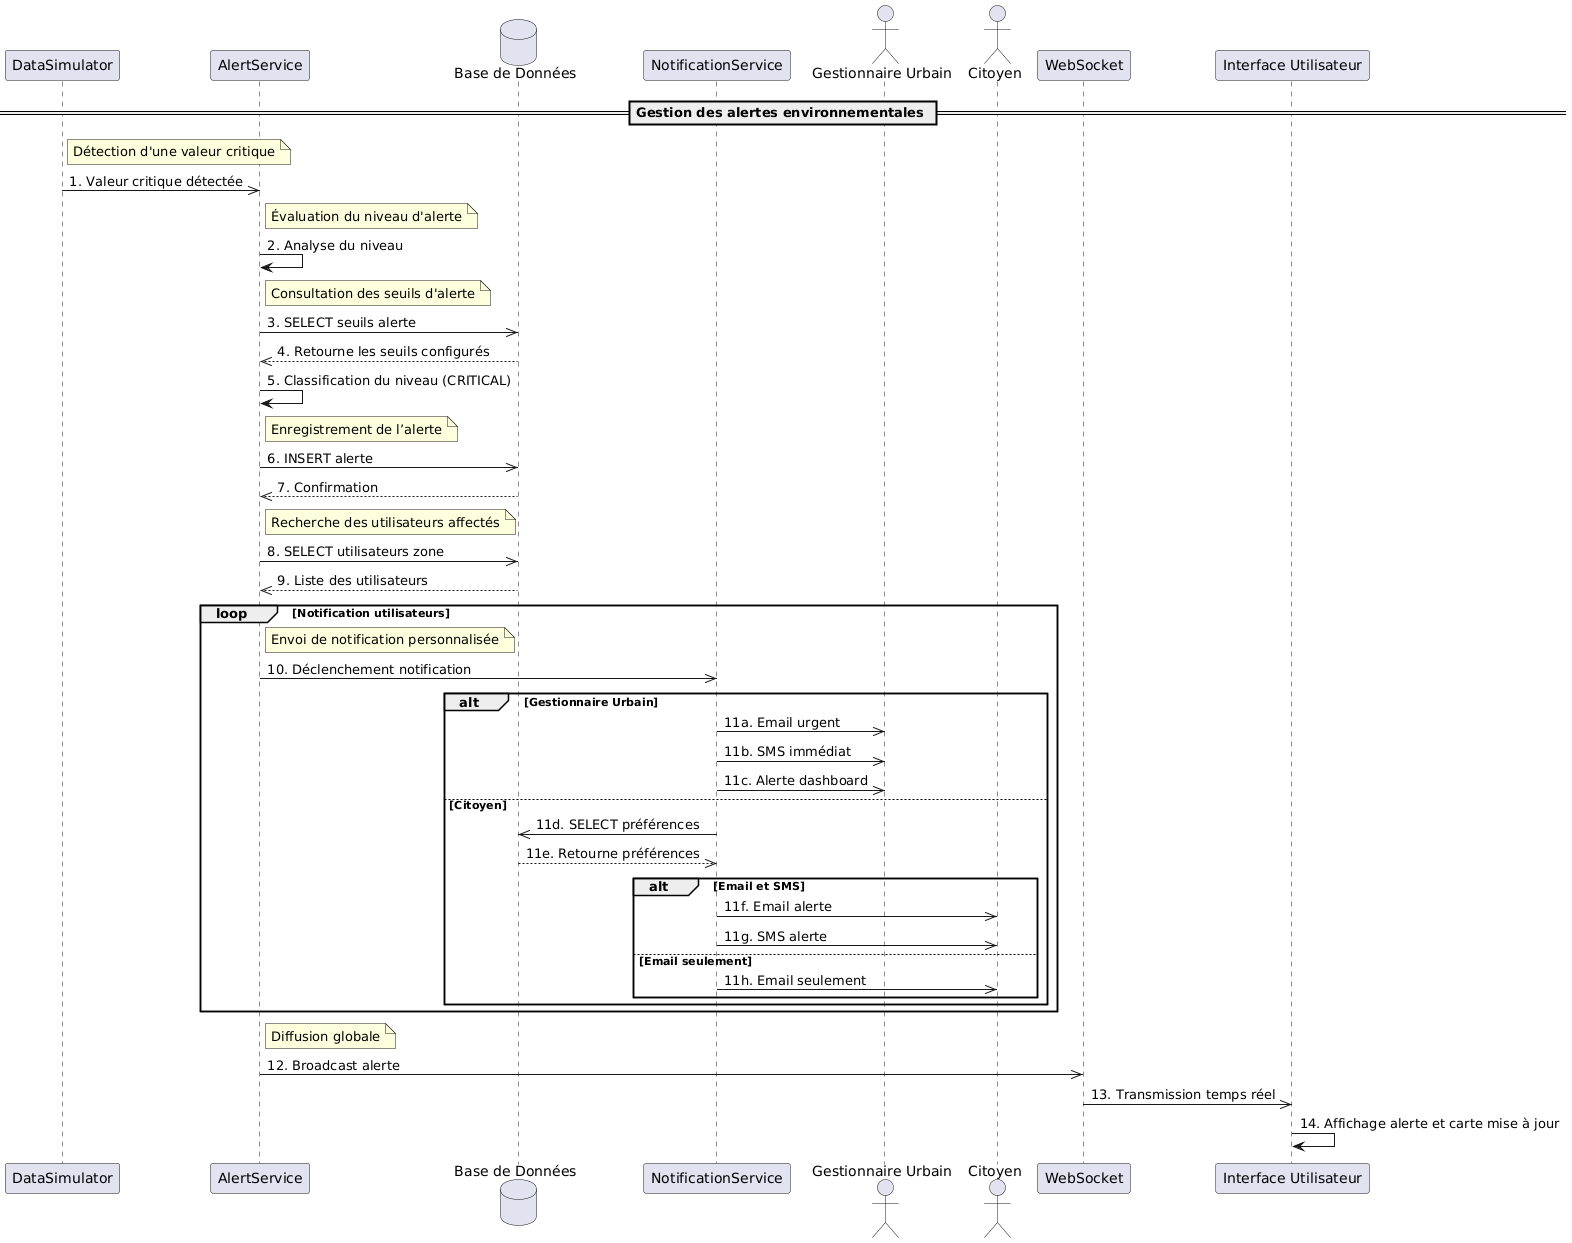 DataSimulator
AlertService
Base de Données
NotificationService
Gestionnaire Urbain
Citoyen
WebSocket
Interface Utilisateur
Gestion des alertes environnementales
Détection d'une valeur critique
1. Valeur critique détectée
Évaluation du niveau d'alerte
2. Analyse du niveau
Consultation des seuils d'alerte
3. SELECT seuils alerte
4. Retourne les seuils configurés
5. Classification du niveau (CRITICAL)
Enregistrement de l’alerte
6. INSERT alerte
7. Confirmation
Recherche des utilisateurs affectés
8. SELECT utilisateurs zone
9. Liste des utilisateurs
loop [Notification utilisateurs]
Envoi de notification personnalisée
10. Déclenchement notification
alt [Gestionnaire Urbain]
11a. Email urgent
11b. SMS immédiat
11c. Alerte dashboard
[Citoyen]
11d. SELECT préférences
11e. Retourne préférences
alt [Email et SMS]
11f. Email alerte
11g. SMS alerte
[Email seulement]
11h. Email seulement
Diffusion globale
12. Broadcast alerte
13. Transmission temps réel
14. Affichage alerte et carte mise à jour
DataSimulator
AlertService
Base de Données
NotificationService
Gestionnaire Urbain
Citoyen
WebSocket
Interface Utilisateur